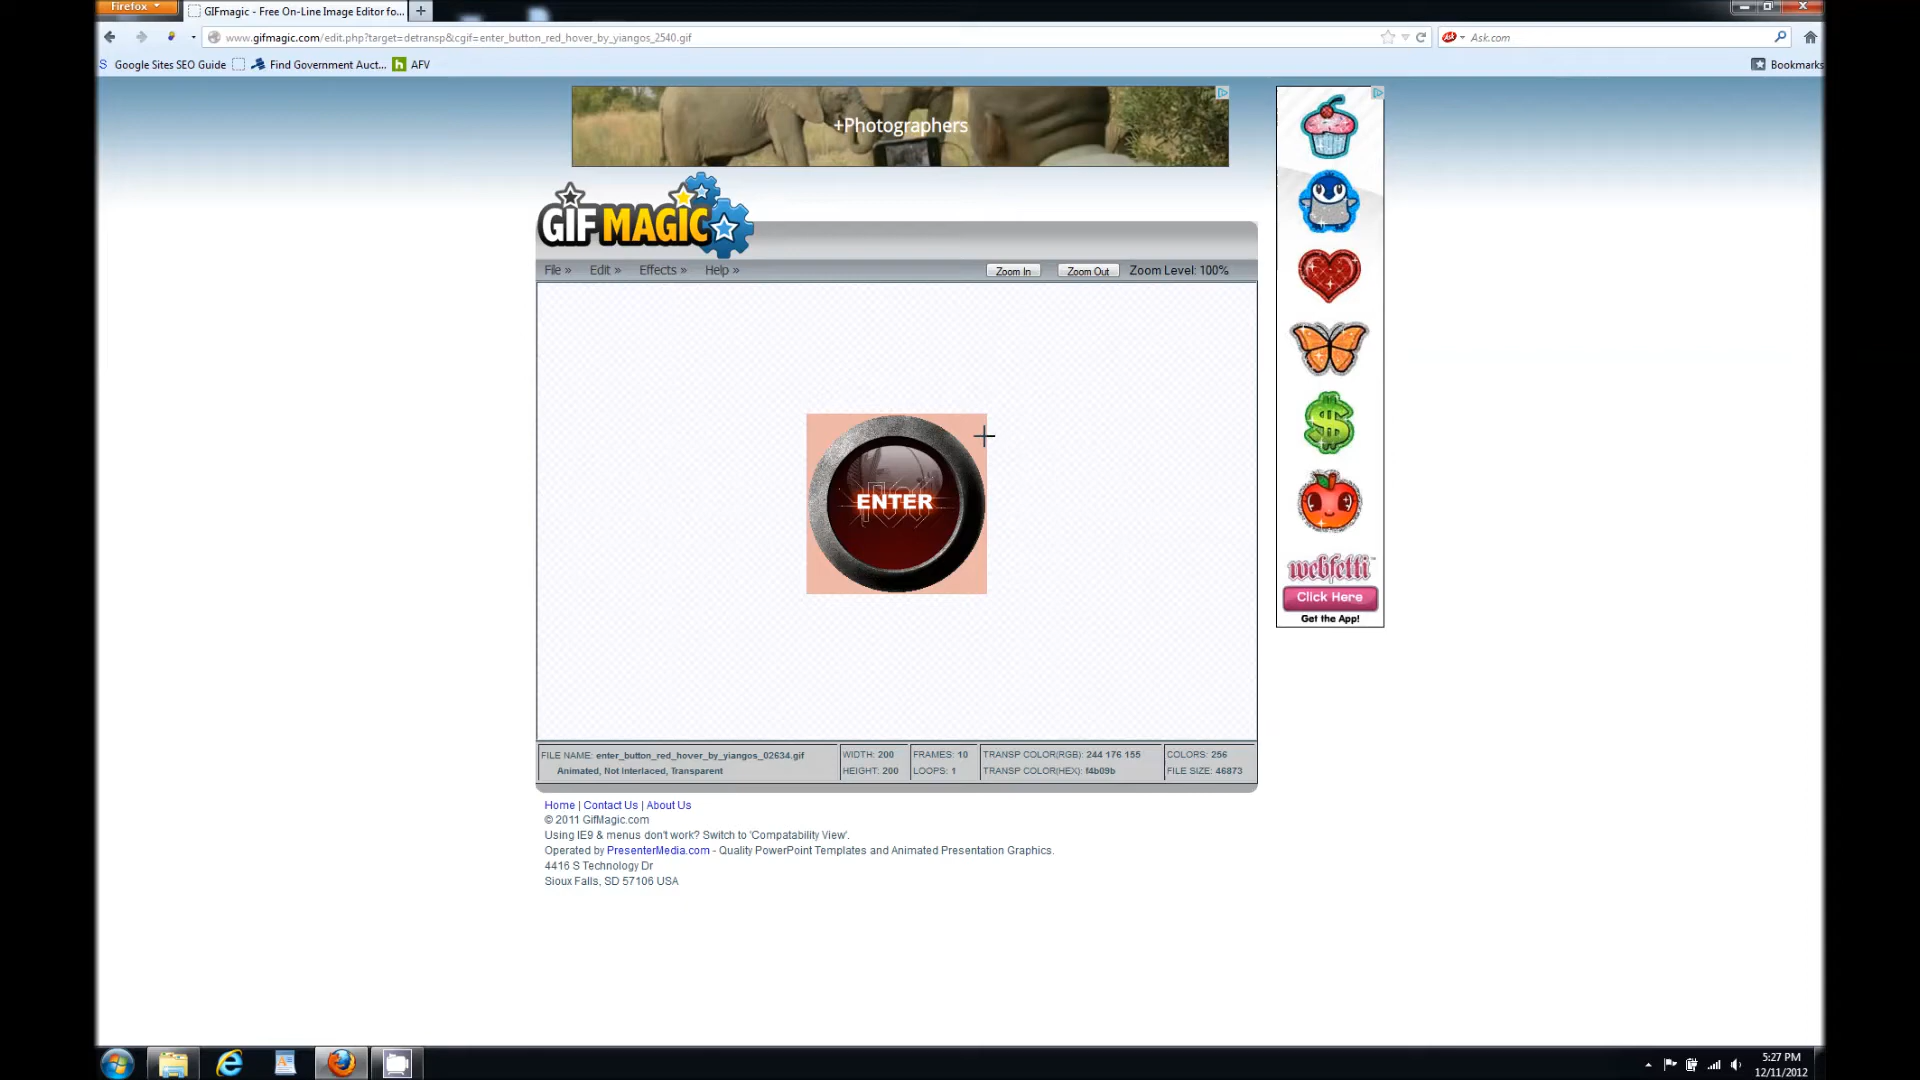 Firefox
GIFmagic - Free On-Line Image Editor fo...
www.gifmagic.com/edit.php?target=detransp&cgif=enter_button_red_hover_by_yiangos_2540.gif
Ask.com
Google Sites SEO Guide
Find Government Auct...
h AFV
Bookmarks
+Photographers
GIF MAGIC
File »
Edit »
Effects »
Help »
Zoom In
Zoom Out
Zoom Level: 100%
ENTER
webfetti
Click Here
Get the App!
FILE NAME: enter_button_red_hover_by_yiangos_02634.gif
Animated, Not Interlaced, Transparent
WIDTH: 200
HEIGHT: 200
FRAMES: 10
LOOPS: 1
TRANSP COLOR(RGB): 244 176 155
TRANSP COLOR(HEX): f4b09b
COLORS: 256
FILE SIZE: 46873
Home | Contact Us | About Us
© 2011 GifMagic.com
Using IE9 & menus don't work? Switch to 'Compatability View'.
Operated by PresenterMedia.com - Quality PowerPoint Templates and Animated Presentation Graphics.
4416 S Technology Dr
Sioux Falls, SD 57106 USA
5:27 PM
12/11/2012